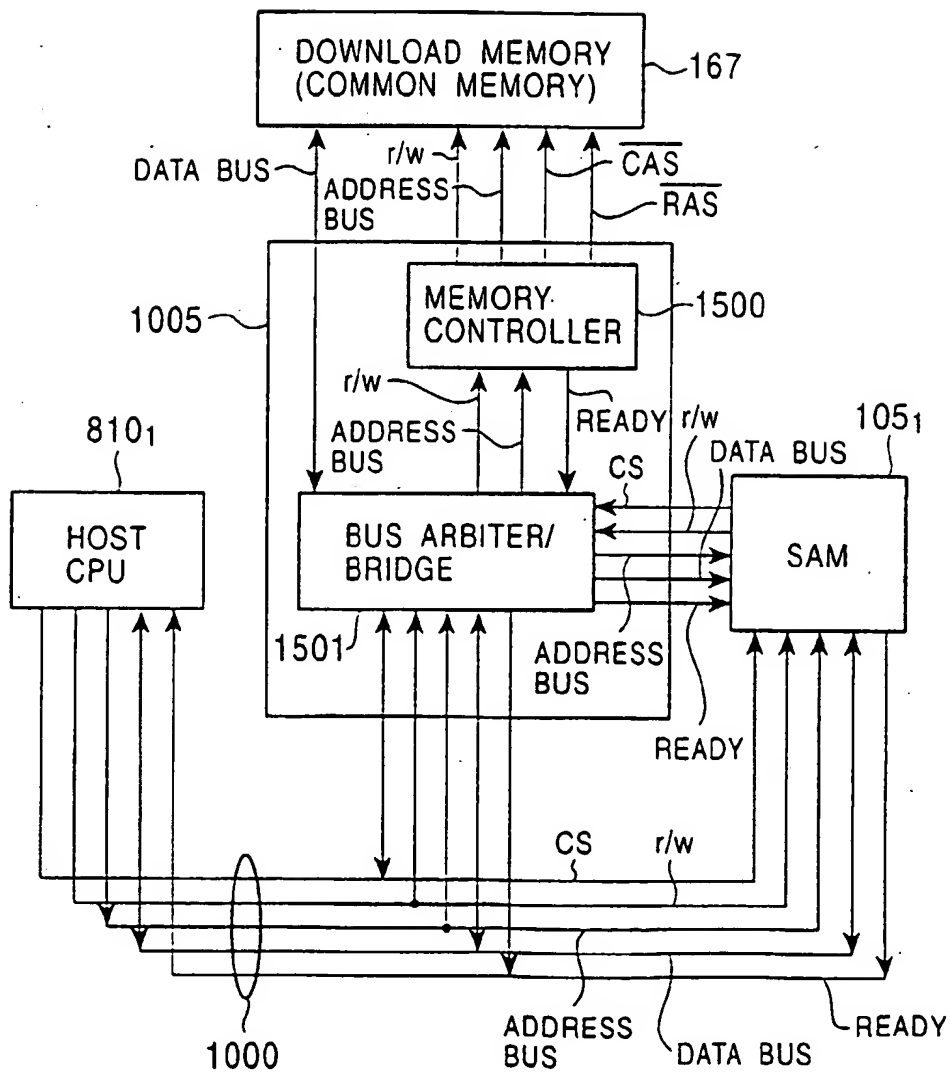 DOWNLOAD MEMORY
(COMMON MEMORY)
167
DATA BUS
r/w
ADDRESS
BUS
CAS
RAS
1005
MEMORY
CONTROLLER
1500
r/w
ADDRESS
BUS
READY
810₁
HOST
CPU
BUS ARBITER/
BRIDGE
1501
CS
r/w
DATA BUS
105₁
SAM
ADDRESS
BUS
READY
CS
r/w
1000
ADDRESS
BUS
DATA BUS
READY